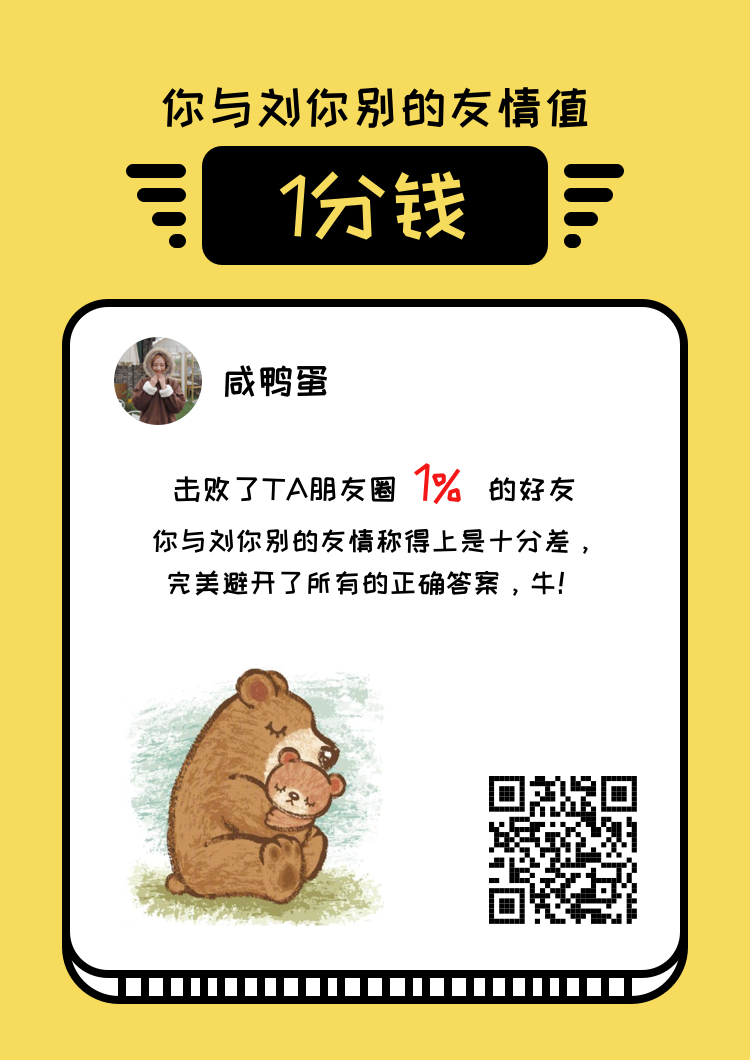 你与刘你别的友情值
1分钱
咸鸭蛋
击败了TA朋友圈 1% 的好友
你与刘你别的友情称得上是十分差，
完美避开了所有的正确答案，牛！